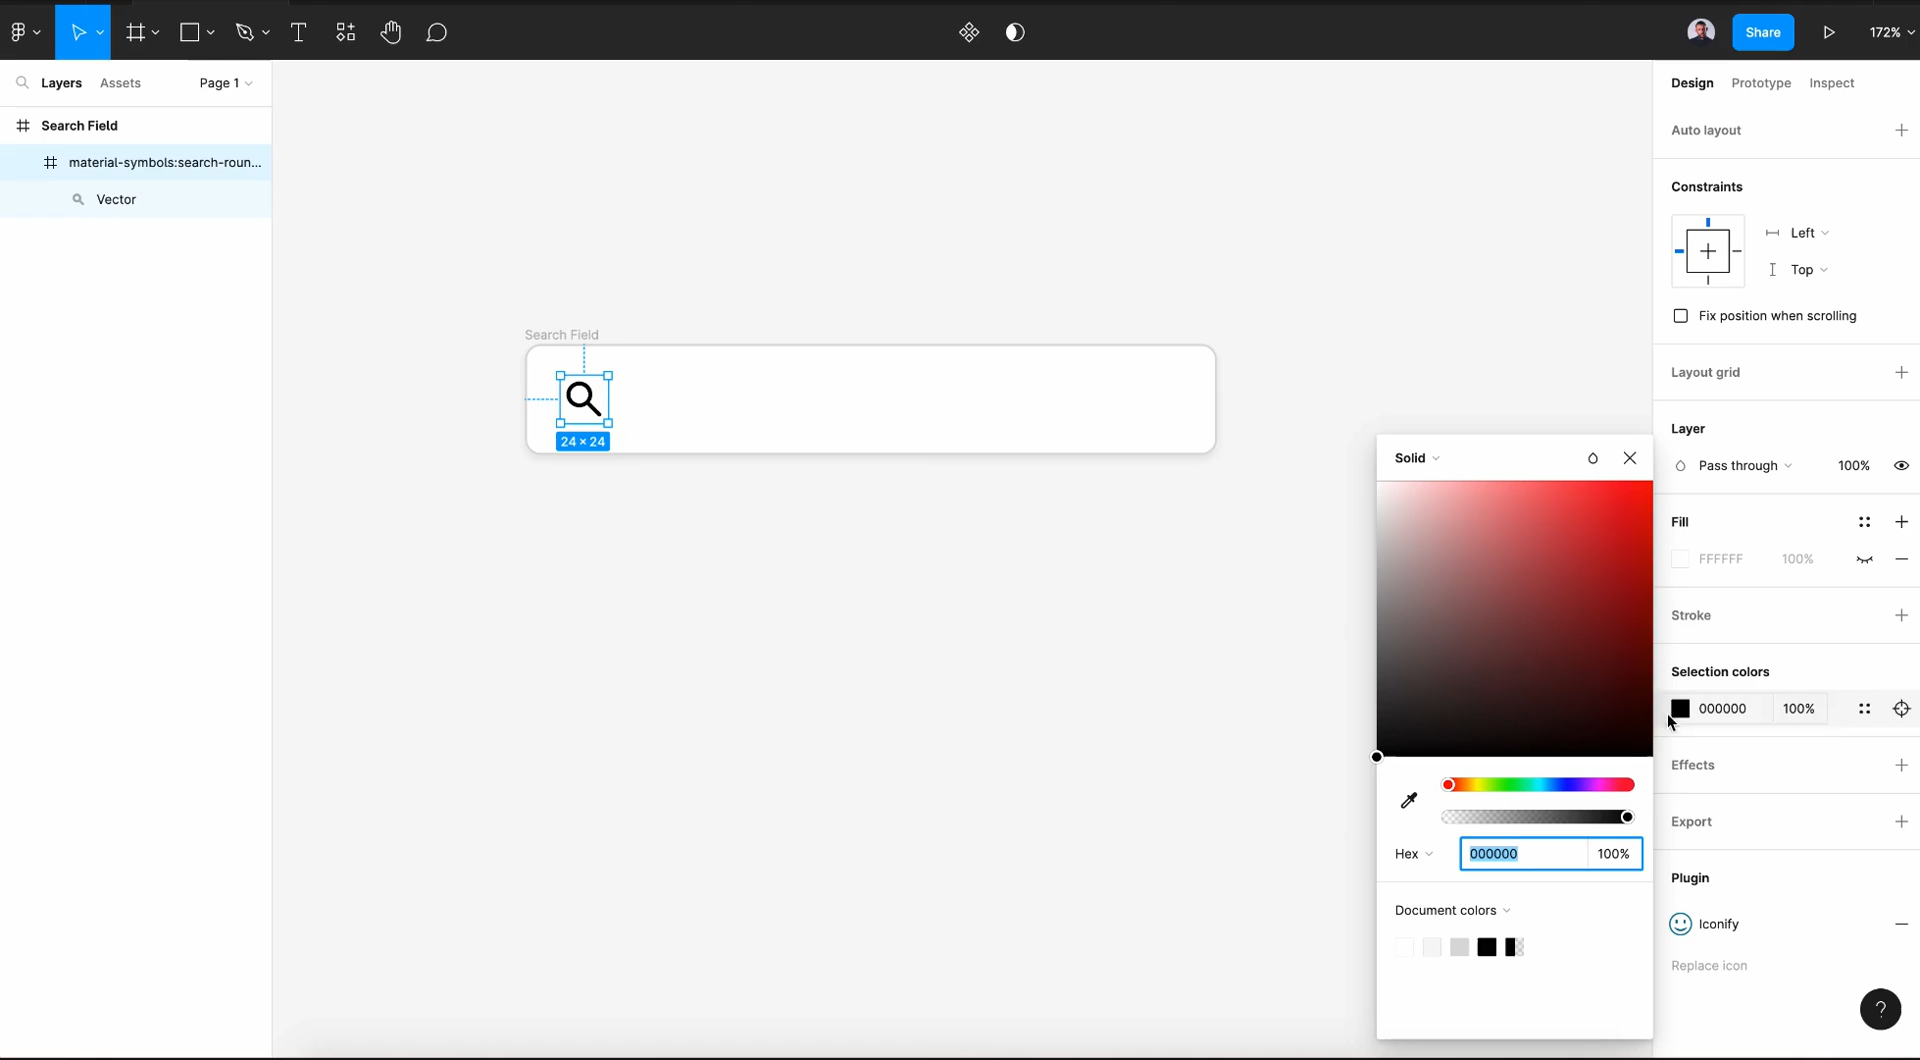 Share
172%
Layers
Assets
Page 1
Search Field
material-symbols:search-roun...
Vector
Search Field
24 × 24
Design
Prototype
Inspect
Auto layout
Constraints
Left
Top
Fix position when scrolling
Layout grid
Layer
Pass through
100%
Fill
FFFFFF
100%
Stroke
Selection colors
000000
100%
Effects
Export
Plugin
Iconify
Replace icon
Solid
Hex
000000
100%
Document colors
?